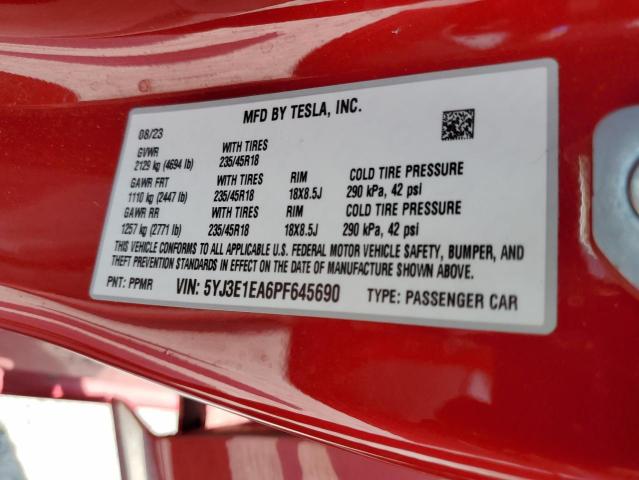 MFD BY TESLA, INC.
08/23
GVWR WITH TIRES
2129 kg (4694 lb) 235/45R18
GAWR FRT WITH TIRES RIM COLD TIRE PRESSURE
1110 kg (2447 lb) 235/45R18 18X8.5J 290 kPa, 42 psi
GAWR RR WITH TIRES RIM COLD TIRE PRESSURE
1257 kg (2771 lb) 235/45R18 18X8.5J 290 kPa, 42 psi
THIS VEHICLE CONFORMS TO ALL APPLICABLE U.S. FEDERAL MOTOR VEHICLE SAFETY, BUMPER, AND
THEFT PREVENTION STANDARDS IN EFFECT ON THE DATE OF MANUFACTURE SHOWN ABOVE.
PNT: PPMR VIN: 5YJ3E1EA6PF645690 TYPE: PASSENGER CAR